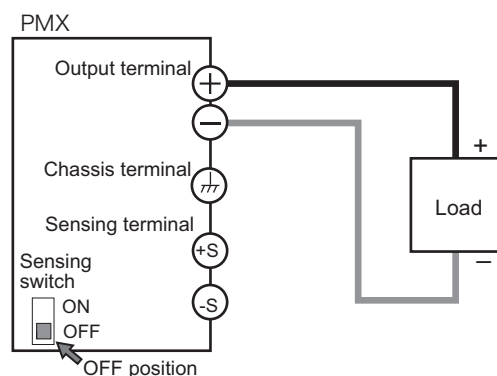 PMX
Output terminal
+
−
Chassis terminal
Sensing terminal
+S
-S
Sensing
switch
ON
OFF
OFF position
+
Load
−